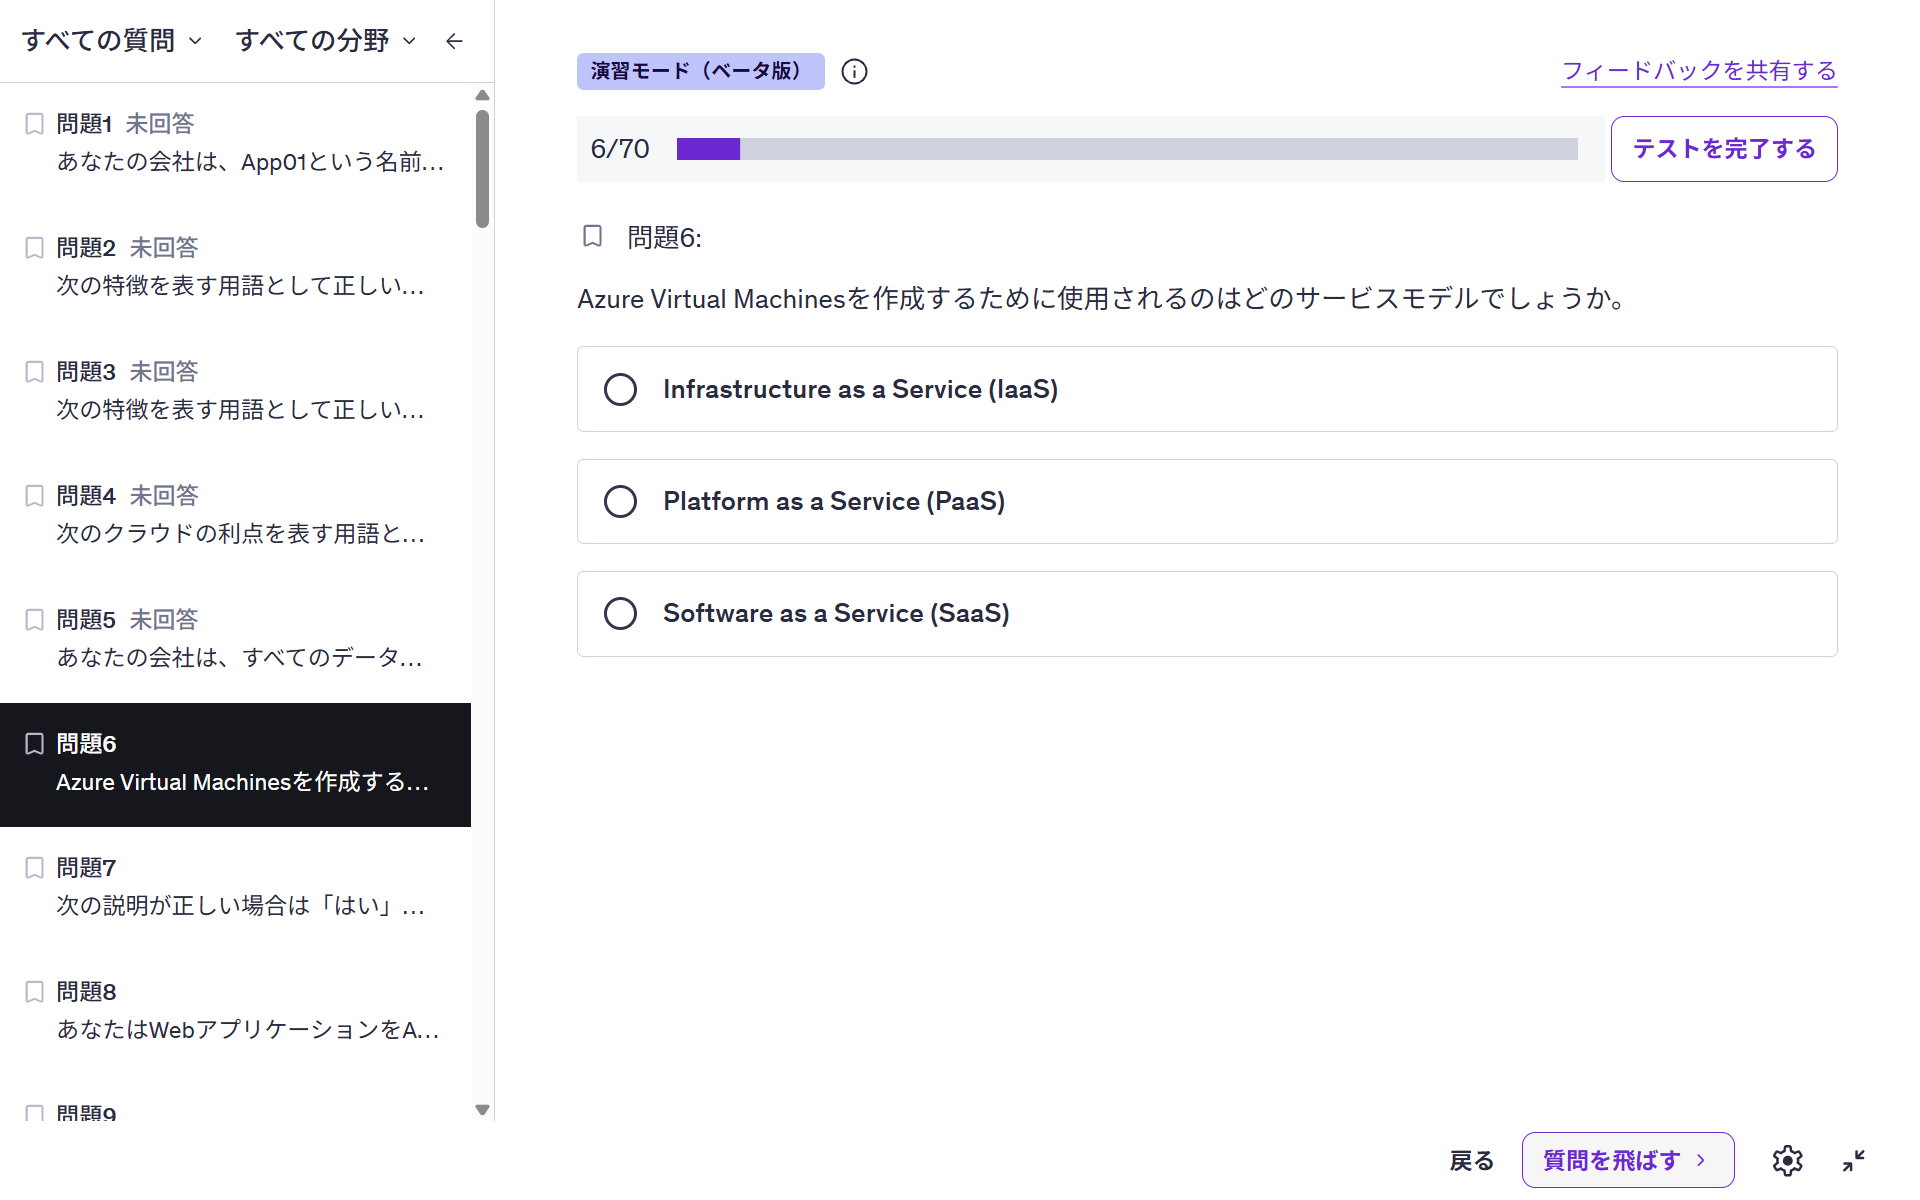 すべての質問 すべての分野
問題1 未回答
あなたの会社は、App01という名前...
問題2 未回答
次の特徴を表す用語として正しい...
問題3 未回答
次の特徴を表す用語として正しい...
問題4 未回答
次のクラウドの利点を表す用語と...
問題5 未回答
あなたの会社は、すべてのデータ...
問題6
Azure Virtual Machinesを作成する...
問題7
次の説明が正しい場合は「はい」...
問題8
あなたはWebアプリケーションをA...
問題9
演習モード（ベータ版）
フィードバックを共有する
6/70
テストを完了する
問題6:
Azure Virtual Machinesを作成するために使用されるのはどのサービスモデルでしょうか。
Infrastructure as a Service (IaaS)
Platform as a Service (PaaS)
Software as a Service (SaaS)
戻る
質問を飛ばす